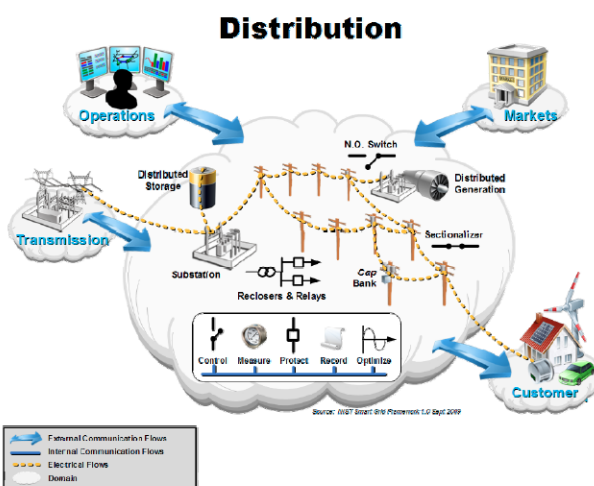 Distribution
Operations
Markets
N.O. Switch
Distributed
Storage
Distributed
Generation
Transmission
Sectionalizer
Substation
Cap
Bank
Reclosers & Relays
Control Measure Protect Record Optimize
Customer
Source: NIST Smart Grid Framework 1.0 Sept 2009
External Communication Flows
Internal Communication Flows
Electrical Flows
Domain